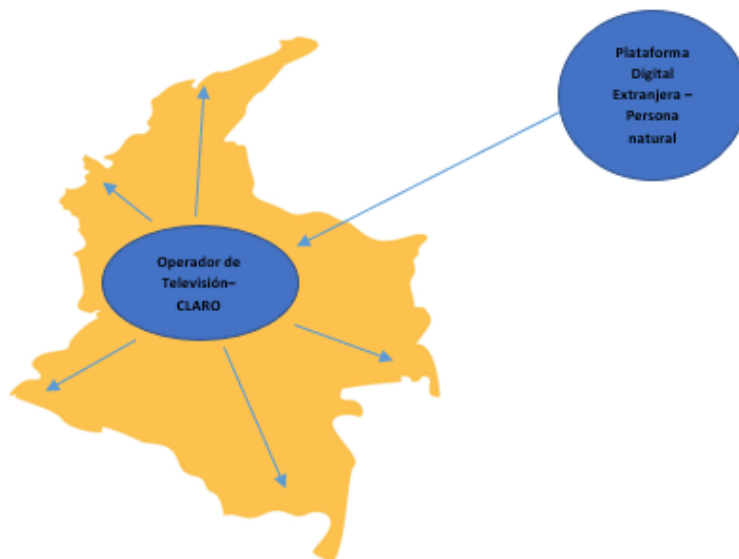 Plataforma
Digital
Extranjera –
Persona
natural
Operador de
Televisión–
CLARO